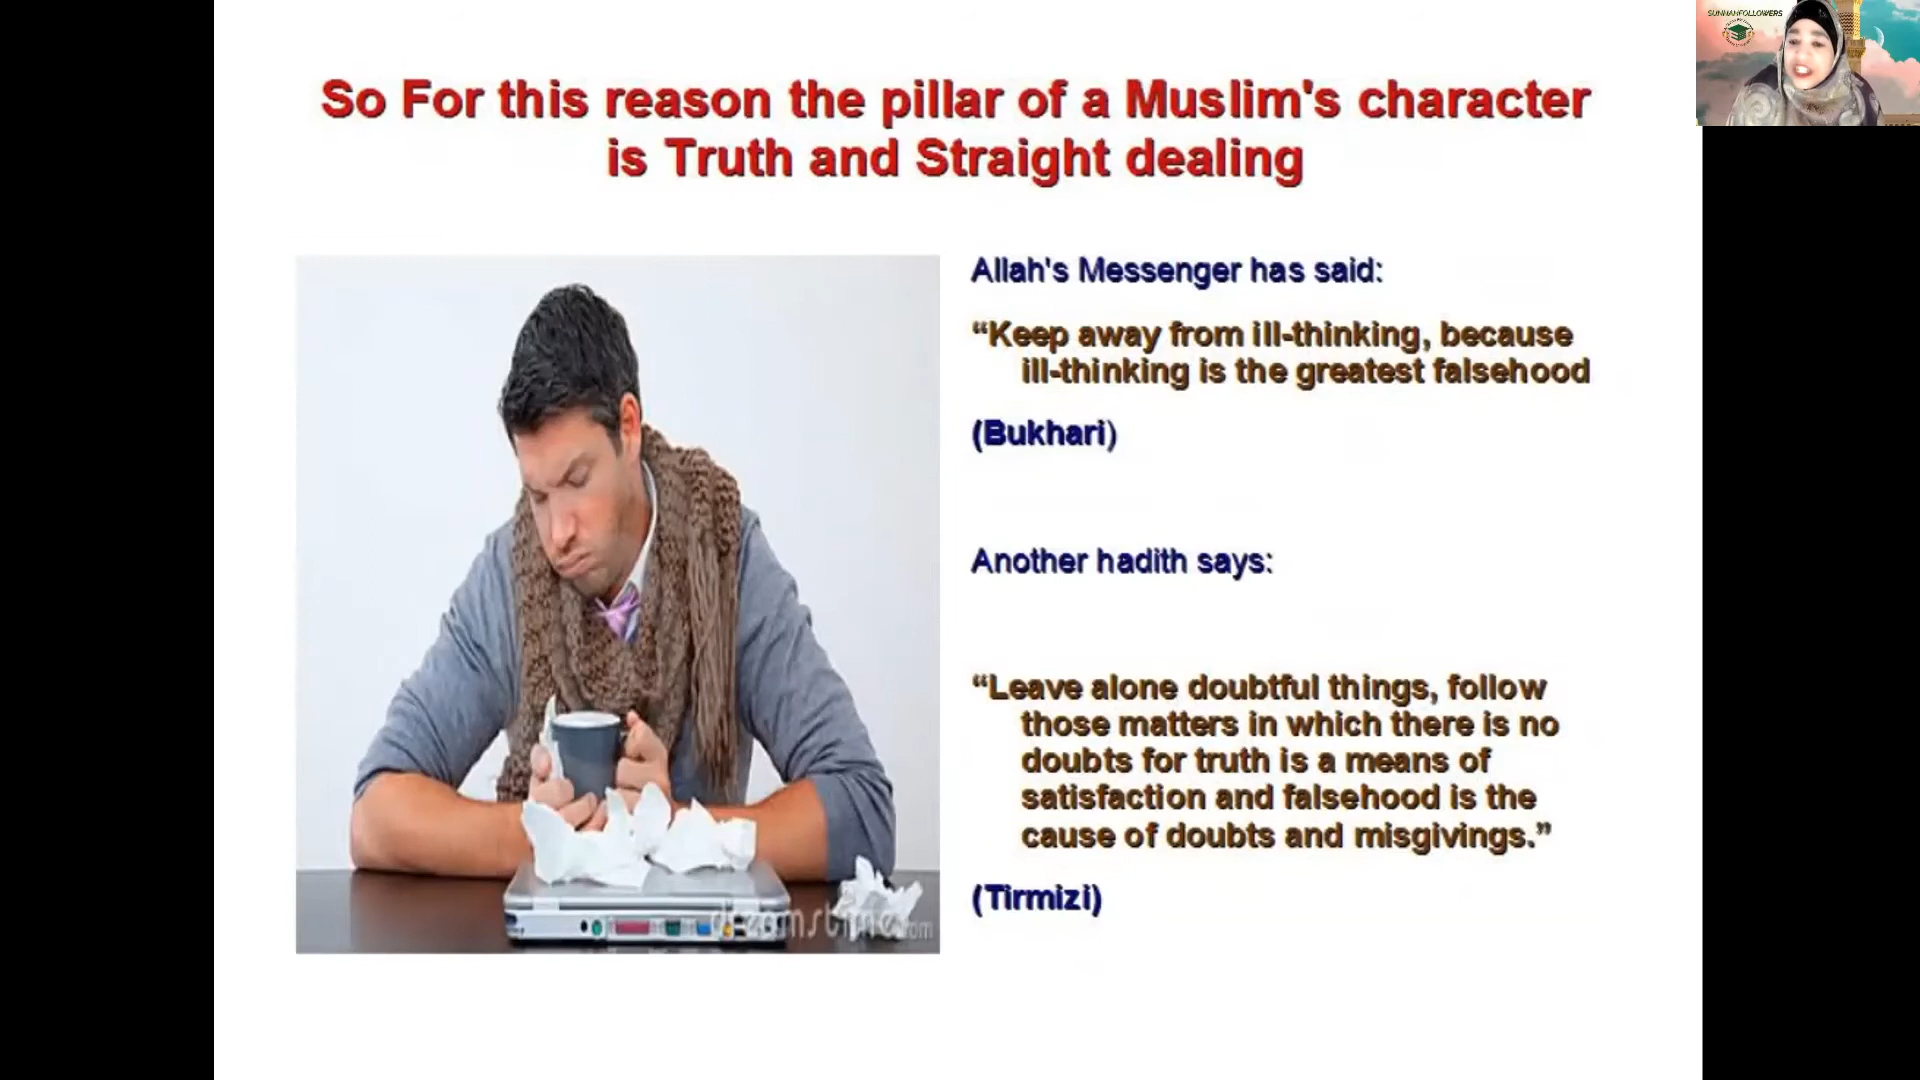 SUNNAHFOLLOWERS
So For this reason the pillar of a Muslim's character
is Truth and Straight dealing
Allah's Messenger has said:
“Keep away from ill-thinking, because
ill-thinking is the greatest falsehood
(Bukhari)
Another hadith says:
“Leave alone doubtful things, follow
those matters in which there is no
doubts for truth is a means of
satisfaction and falsehood is the
cause of doubts and misgivings.”
(Tirmizi)
dreamstime.com